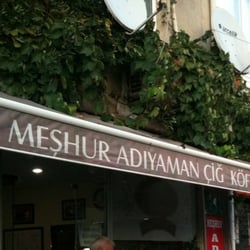 MEŞHUR ADIYAMAN ÇİĞ KÖF